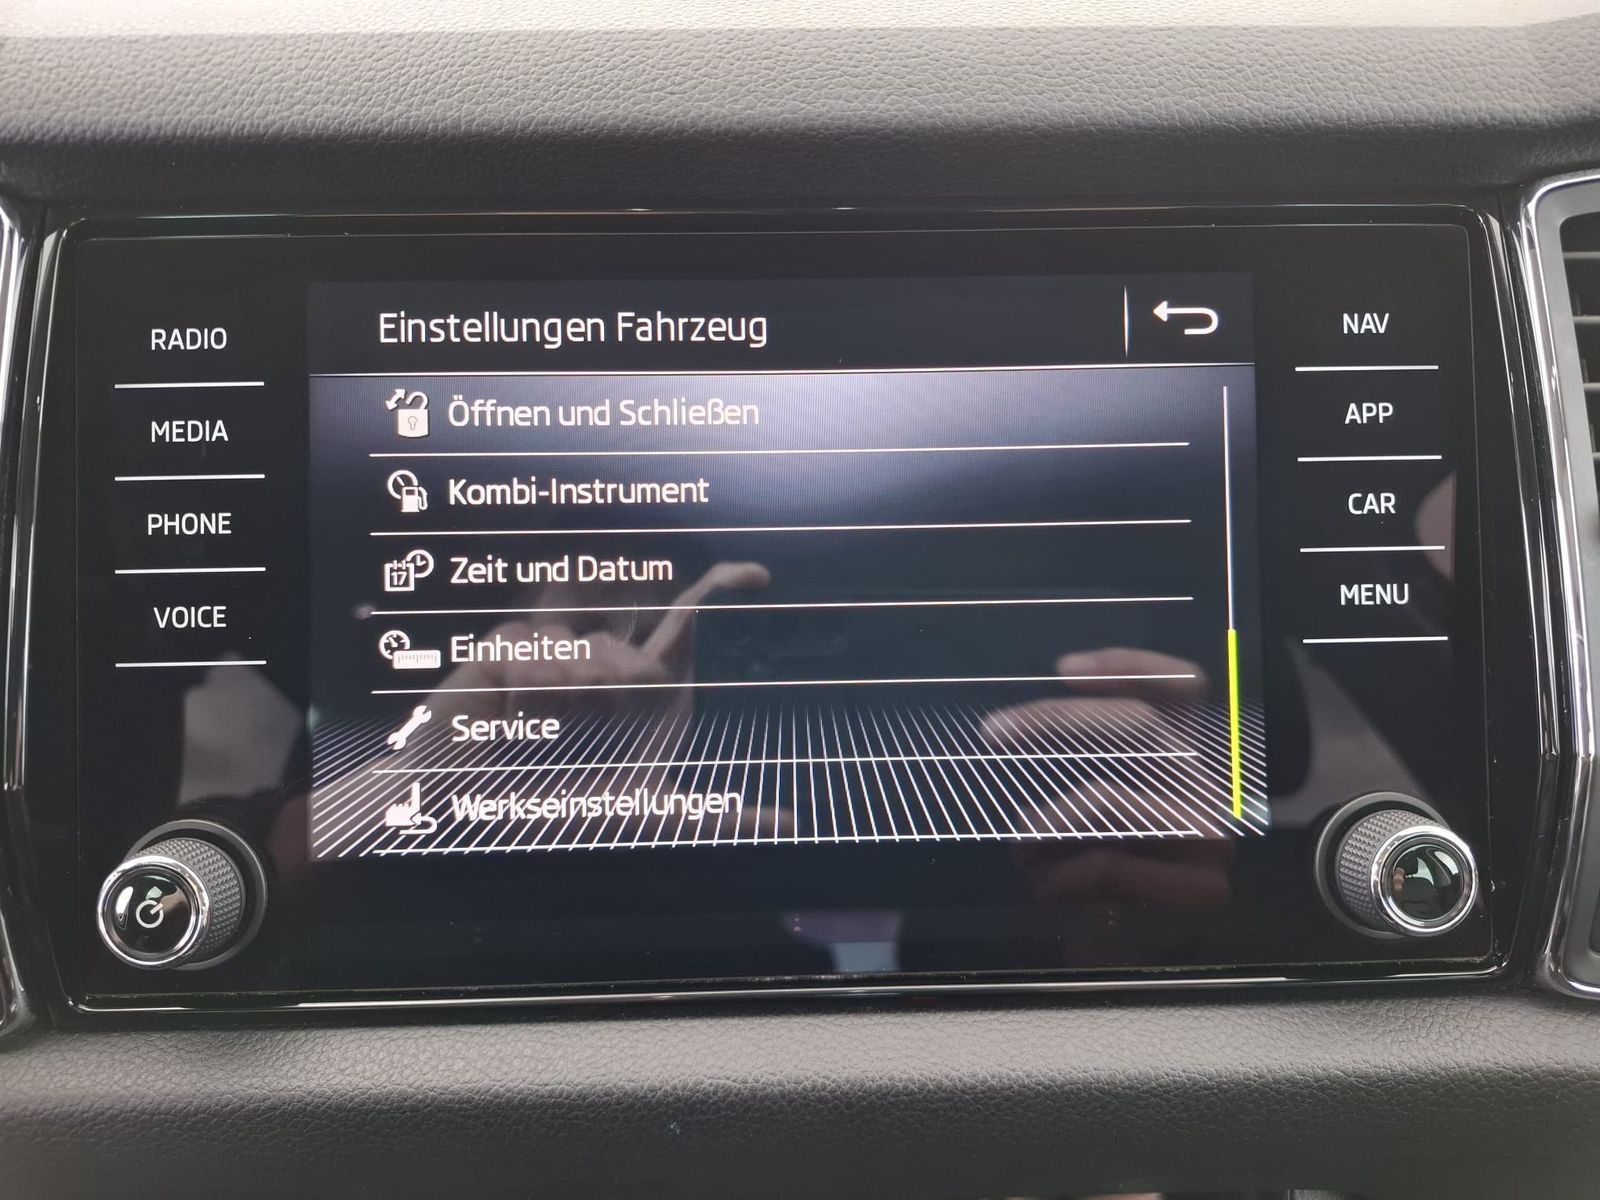 RADIO
MEDIA
PHONE
VOICE
Einstellungen Fahrzeug
Öffnen und Schließen
Kombi-Instrument
17
Zeit und Datum
Einheiten
Service
Werkseinstellungen
NAV
APP
CAR
MENU